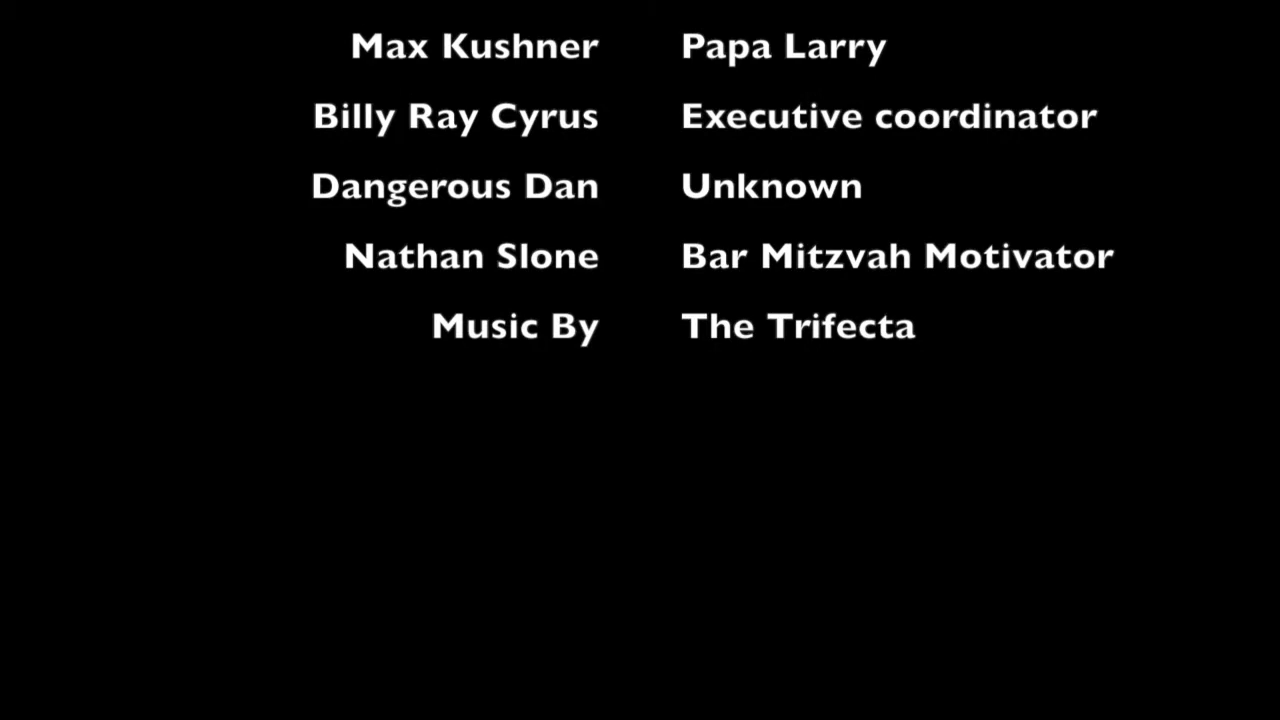 Max Kushner Papa Larry
Billy Ray Cyrus Executive coordinator
Dangerous Dan Unknown
Nathan Slone Bar Mitzvah Motivator
Music By The Trifecta